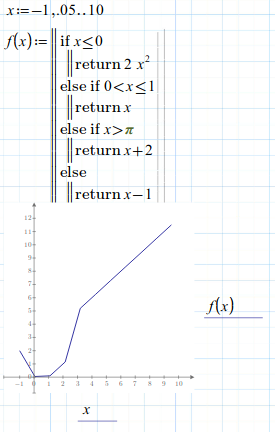 x:=−1,.05..10
f(x):= if x≤0
return 2 x²
else if 0<x≤1
return x
else if x>π
return x+2
else
return x−1
12
11
10
9
8
7
6
5
4
3
2
1
0
−1 0 1 2 3 4 5 6 7 8 9 10
f(x)
x